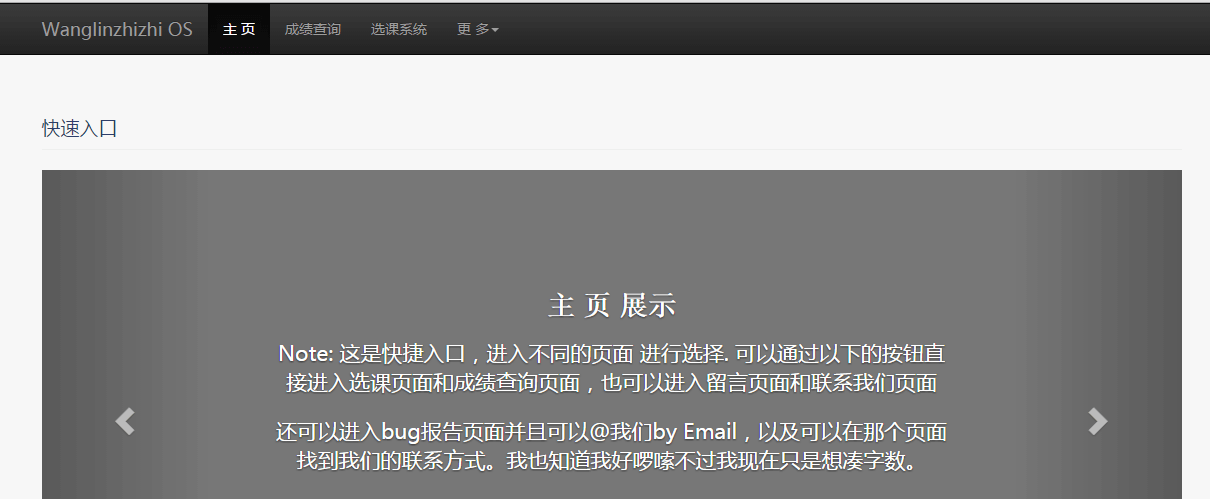 Wanglinzhizhi OS 主 页 成绩查询 选课系统 更 多
快速入口
主 页 展示
Note: 这是快捷入口，进入不同的页面 进行选择. 可以通过以下的按钮直
接进入选课页面和成绩查询页面，也可以进入留言页面和联系我们页面
还可以进入bug报告页面并且可以@我们by Email，以及可以在那个页面
找到我们的联系方式。我也知道我好啰嗦不过我现在只是想凑字数。